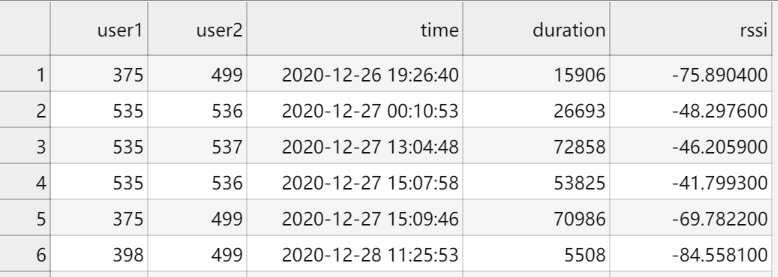 user1 user2 time duration rssi
1 375 499 2020-12-26 19:26:40 15906 -75.890400
2 535 536 2020-12-27 00:10:53 26693 -48.297600
3 535 537 2020-12-27 13:04:48 72858 -46.205900
4 535 536 2020-12-27 15:07:58 53825 -41.799300
5 375 499 2020-12-27 15:09:46 70986 -69.782200
6 398 499 2020-12-28 11:25:53 5508 -84.558100